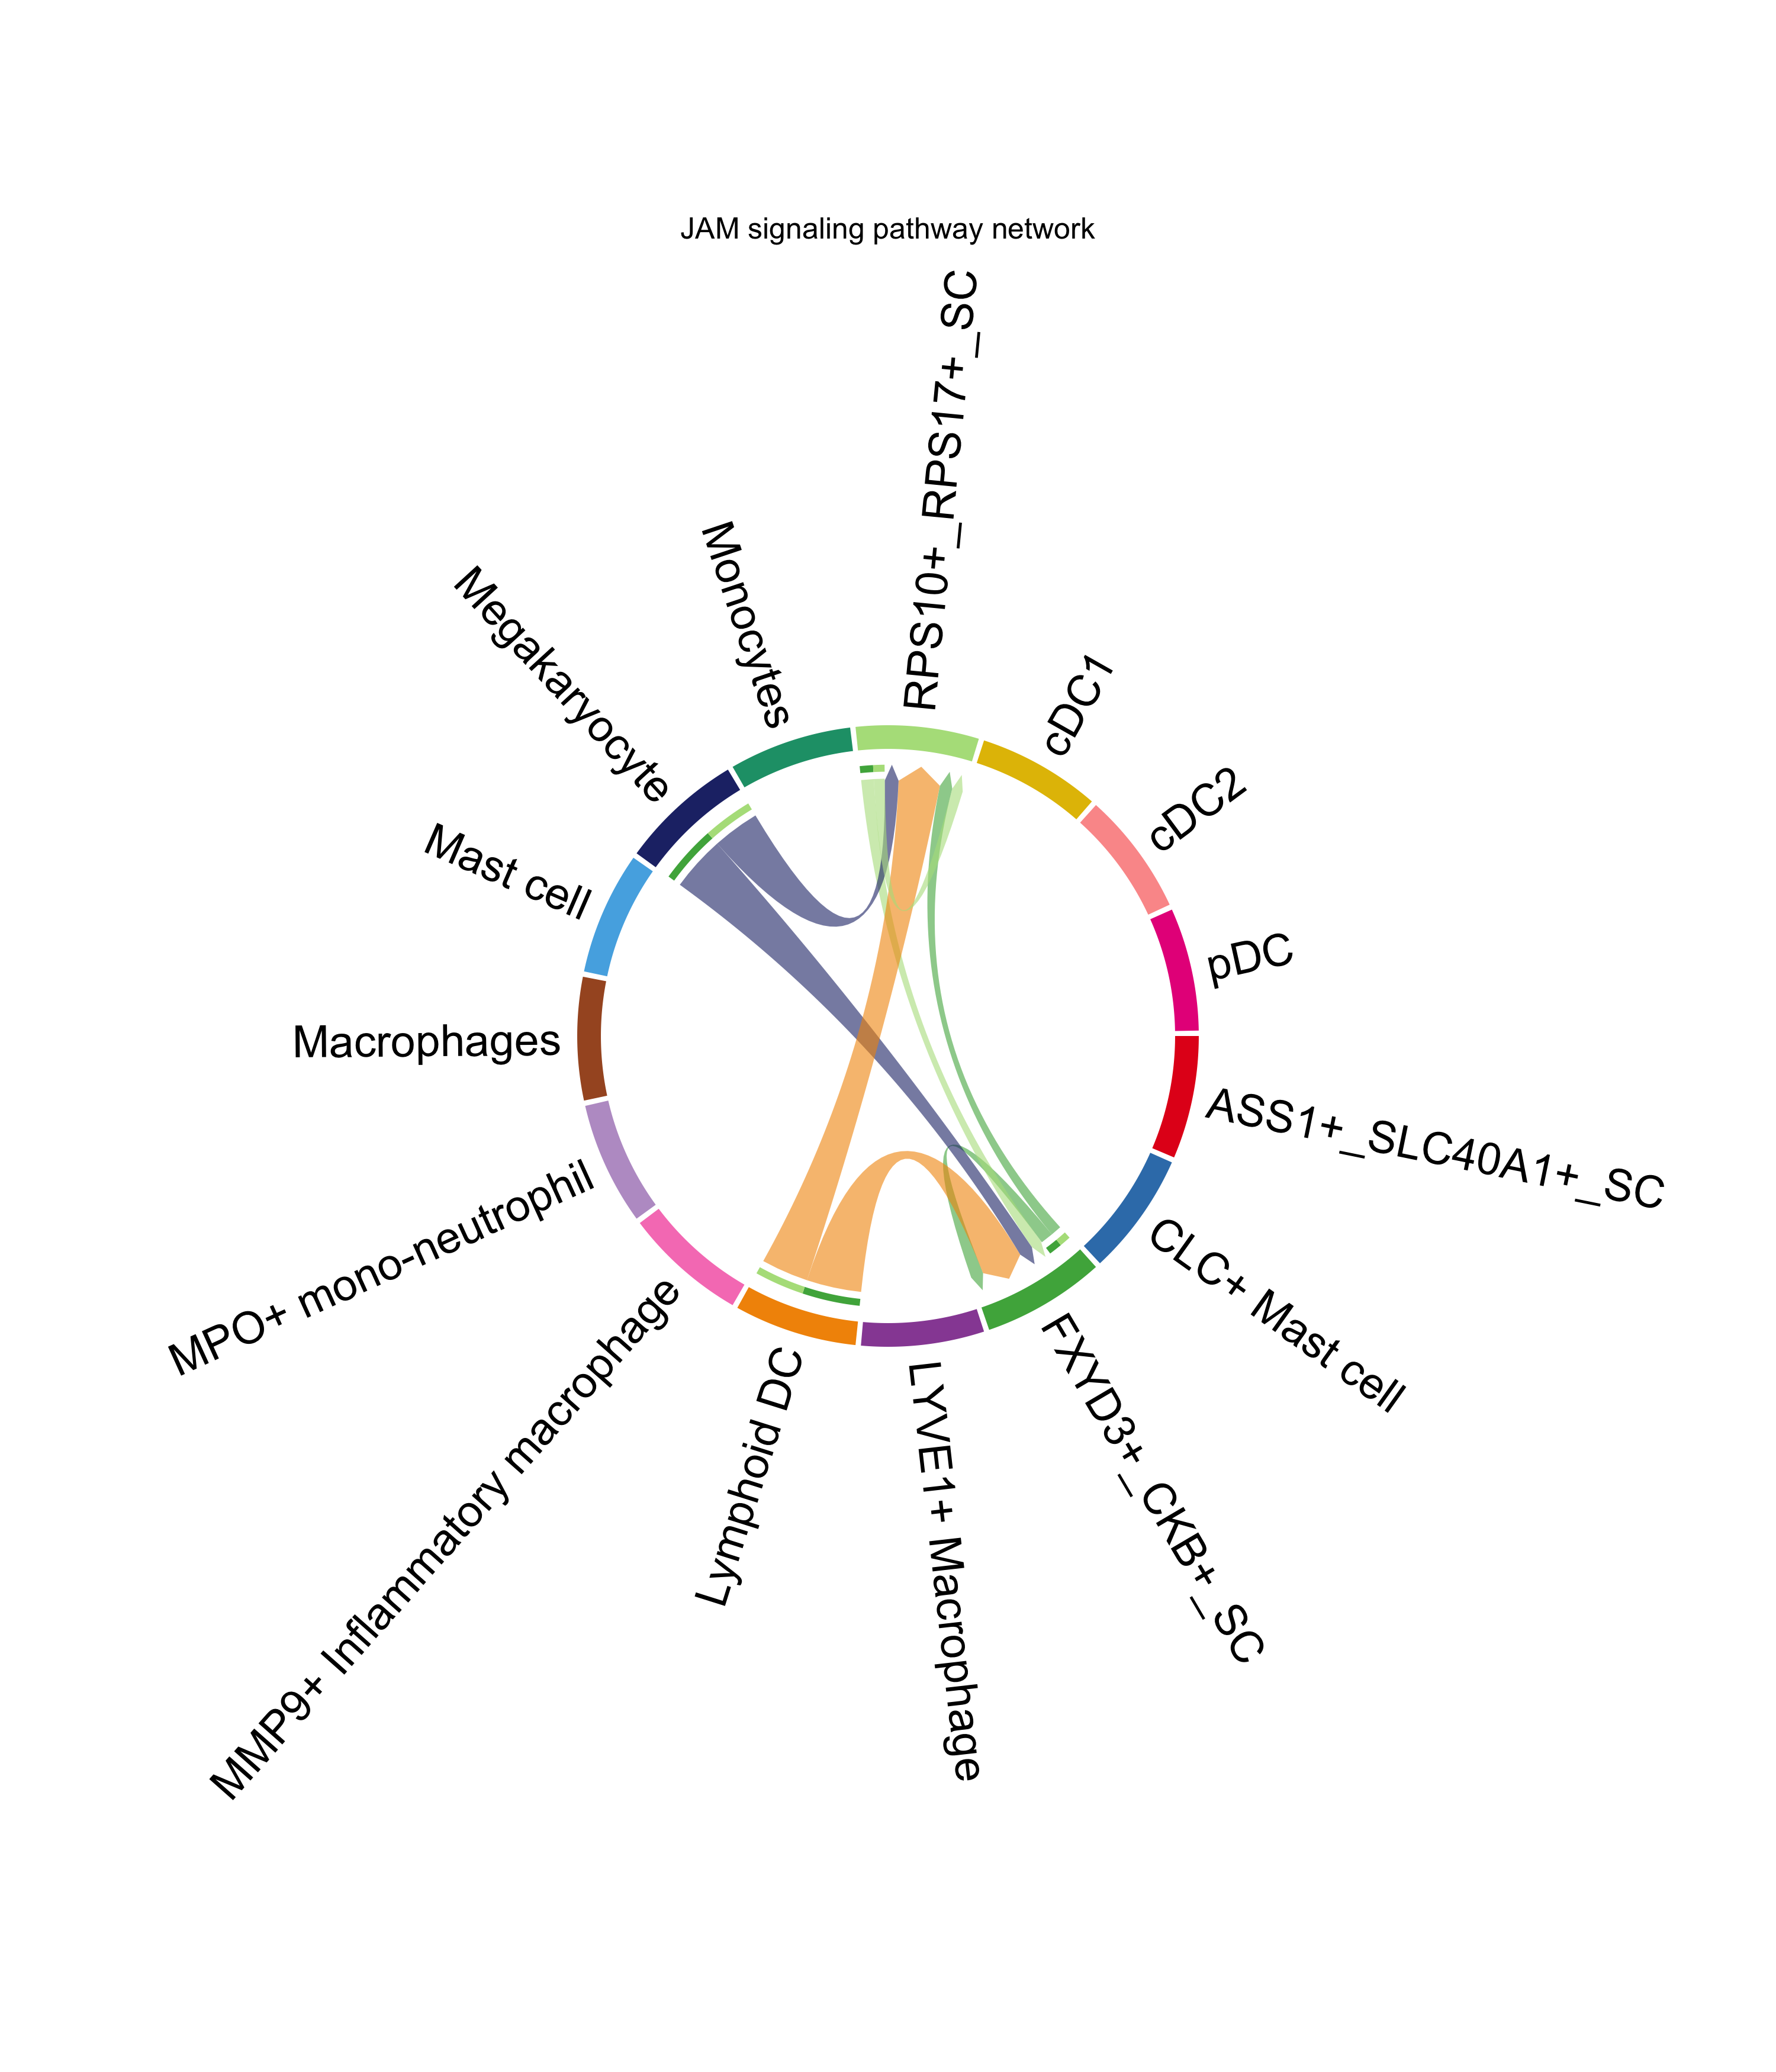 JAM signaling pathway network
RPS10+_RPS17+_SC
cDC1
cDC2
pDC
ASS1+_SLC40A1+_SC
CLC+ Mast cell
FXYD3+_CKB+_SC
LYVE1+ Macrophage
Lymphoid DC
MMP9+ Inflammatory macrophage
MPO+ mono-neutrophil
Macrophages
Mast cell
Megakaryocyte
Monocytes